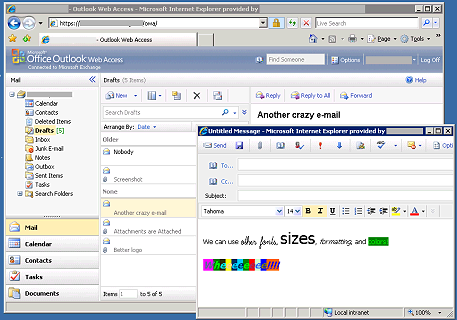 - Outlook Web Access - Microsoft Internet Explorer provided by
https:// /owa/
Live Search
- Outlook Web Access
Page Tools
Microsoft
Office Outlook Web Access
Connected to Microsoft Exchange
Find Someone Options Log Off
Mail
Drafts (5 Items)
Help
Calendar
Contacts
Deleted Items
Drafts [5]
Inbox
Junk E-mail
Notes
Outbox
Sent Items
Tasks
Search Folders
Mail
Calendar
Contacts
Tasks
Documents
New
Search Drafts
Arrange By: Date
Older
Nobody
Screenshot
None
Another crazy e-mail
Attachments are Attached
Better logo
Items 1 to 5 of 5
Reply Reply to All Forward
Another crazy e-mail
Untitled Message - Microsoft Internet Explorer provided by
Send Opti
To...
Cc...
Subject:
Tahoma 14 B I U
We can use other fonts, sizes, formatting, and colors!
Local intranet 100%